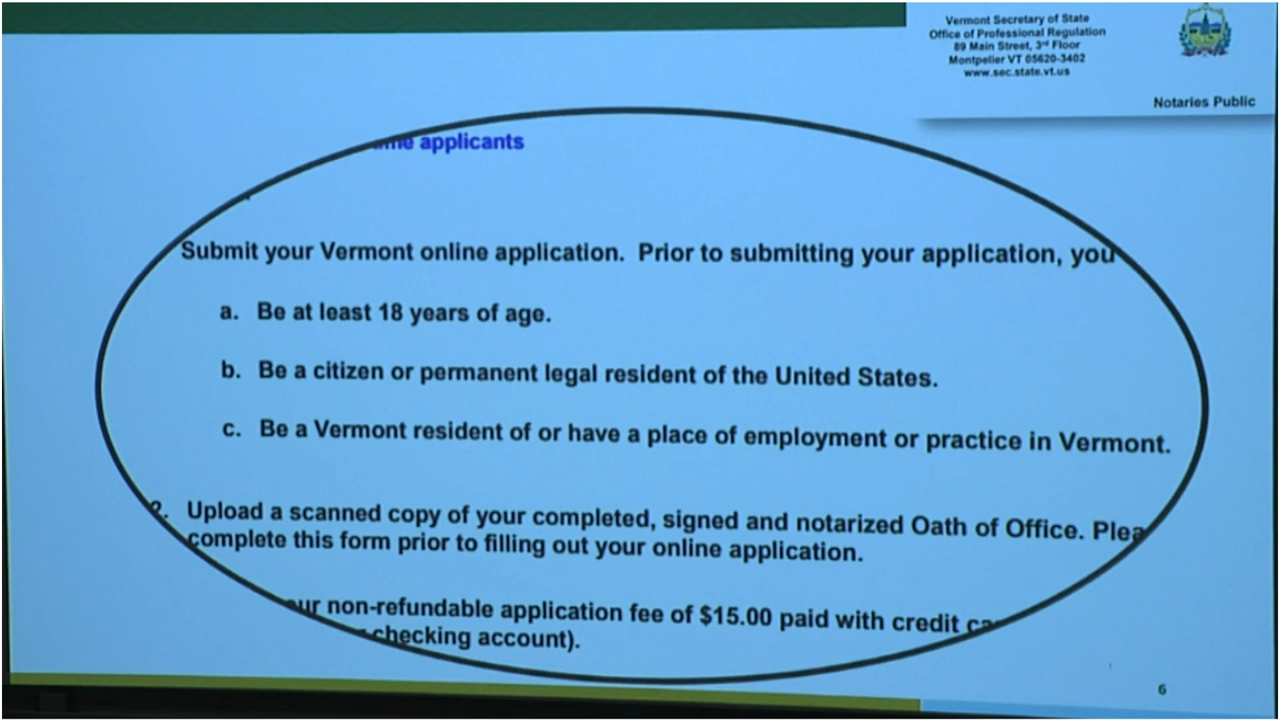 Vermont Secretary of State
Office of Professional Regulation
89 Main Street, 3rd Floor
Montpelier VT 05620-3402
www.sec.state.vt.us
Notaries Public
applicants
Submit your Vermont online application. Prior to submitting your application, you
a. Be at least 18 years of age.
b. Be a citizen or permanent legal resident of the United States.
c. Be a Vermont resident of or have a place of employment or practice in Vermont.
2. Upload a scanned copy of your completed, signed and notarized Oath of Office.
complete this form prior to filling out your online application.
non-refundable application fee of $15.00 paid with credit
checking account).
6